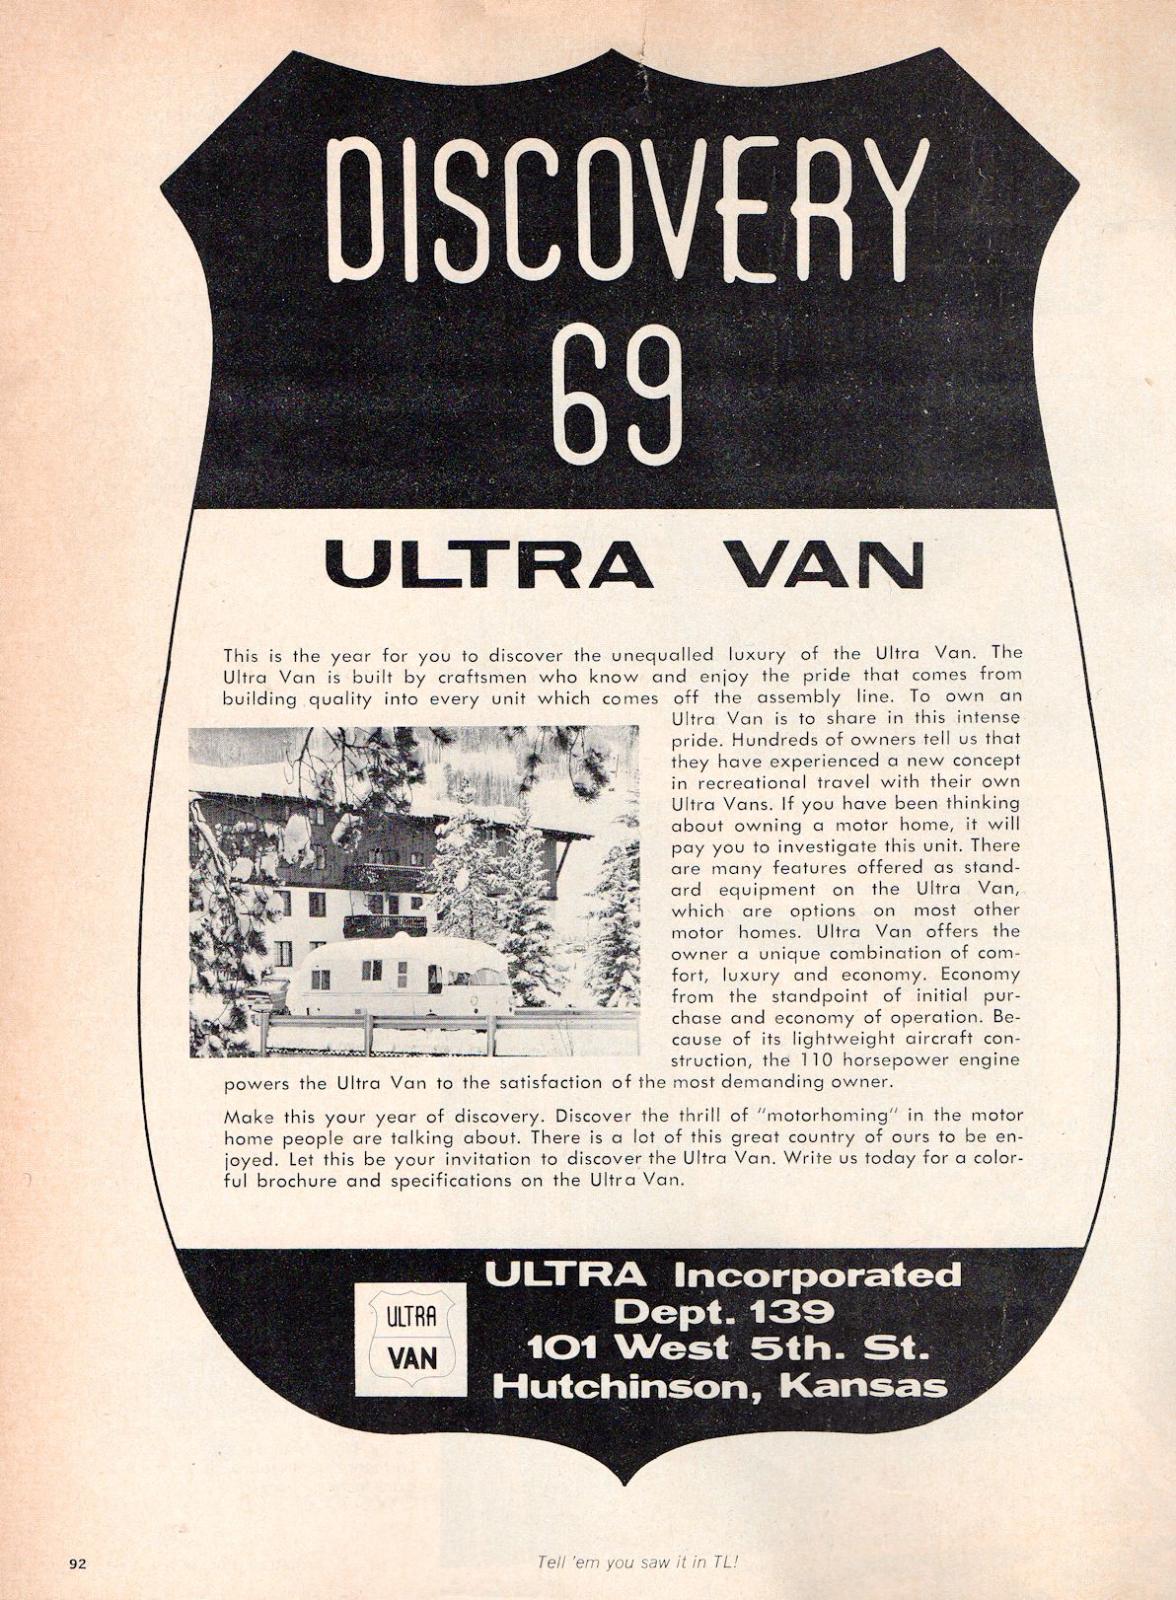 DISCOVERY
69
ULTRA VAN
This is the year for you to discover the unequalled luxury of the Ultra Van. The
Ultra Van is built by craftsmen who know and enjoy the pride that comes from
building quality into every unit which comes off the assembly line. To own an
Ultra Van is to share in this intense
pride. Hundreds of owners tell us that
they have experienced a new concept
in recreational travel with their own
Ultra Vans. If you have been thinking
about owning a motor home, it will
pay you to investigate this unit. There
are many features offered as stand-
ard equipment on the Ultra Van,
which are options on most other
motor homes. Ultra Van offers the
owner a unique combination of com-
fort, luxury and economy. Economy
from the standpoint of initial pur-
chase and economy of operation. Be-
cause of its lightweight aircraft con-
struction, the 110 horsepower engine
powers the Ultra Van to the satisfaction of the most demanding owner.
Make this your year of discovery. Discover the thrill of "motorhoming" in the motor
home people are talking about. There is a lot of this great country of ours to be en-
joyed. Let this be your invitation to discover the Ultra Van. Write us today for a color-
ful brochure and specifications on the Ultra Van.
ULTRA
VAN
ULTRA Incorporated
Dept. 139
101 West 5th. St.
Hutchinson, Kansas
92
Tell 'em you saw it in TL!